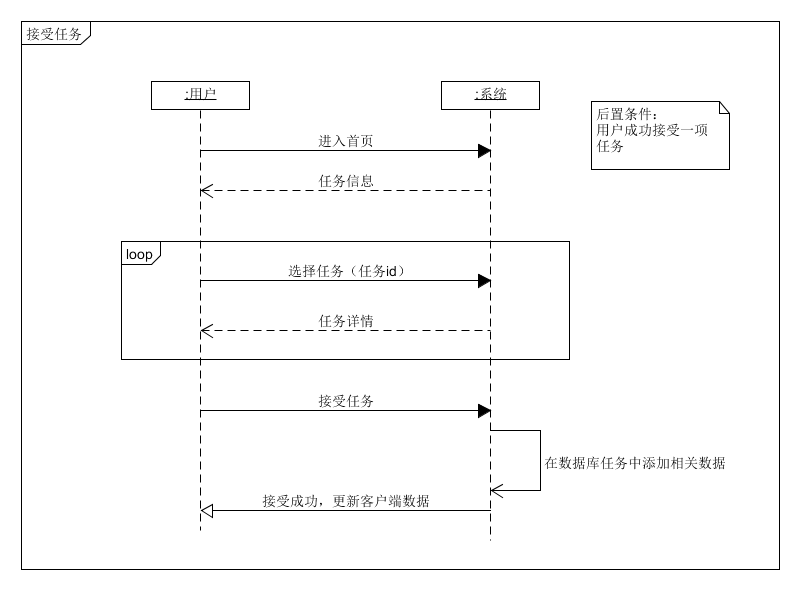 接受任务
:用户
:系统
后置条件：
用户成功接受一项
任务
进入首页
任务信息
loop
选择任务（任务id）
任务详情
接受任务
在数据库任务中添加相关数据
接受成功，更新客户端数据